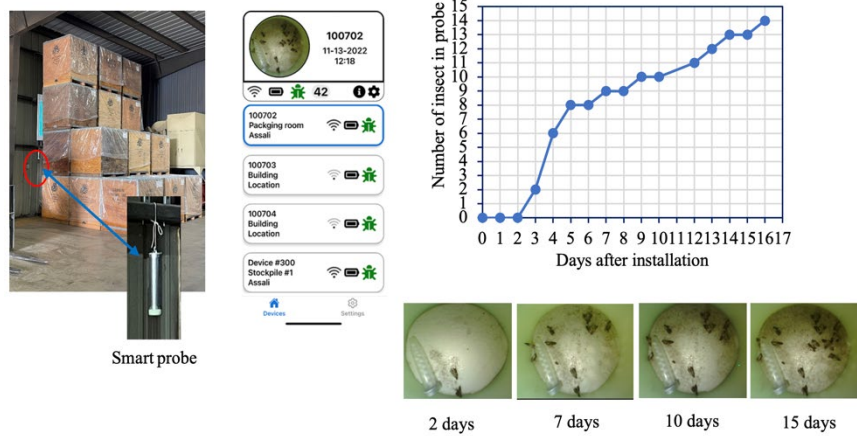 Smart probe
100702
11-13-2022
12:18
42
100702
Packging room
Assali
100703
Building
Location
100704
Building
Location
Device #300
Stockpile #1
Assali
Devices
Settings
Number of insect in probe
15
14
13
12
11
10
9
8
7
6
5
4
3
2
1
0
0 1 2 3 4 5 6 7 8 9 10 11 12 13 14 15 16 17
Days after installation
2 days
7 days
10 days
15 days